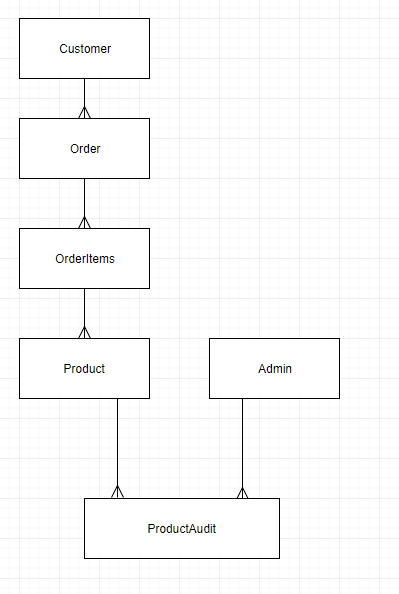 Customer
Order
OrderItems
Product
Admin
ProductAudit